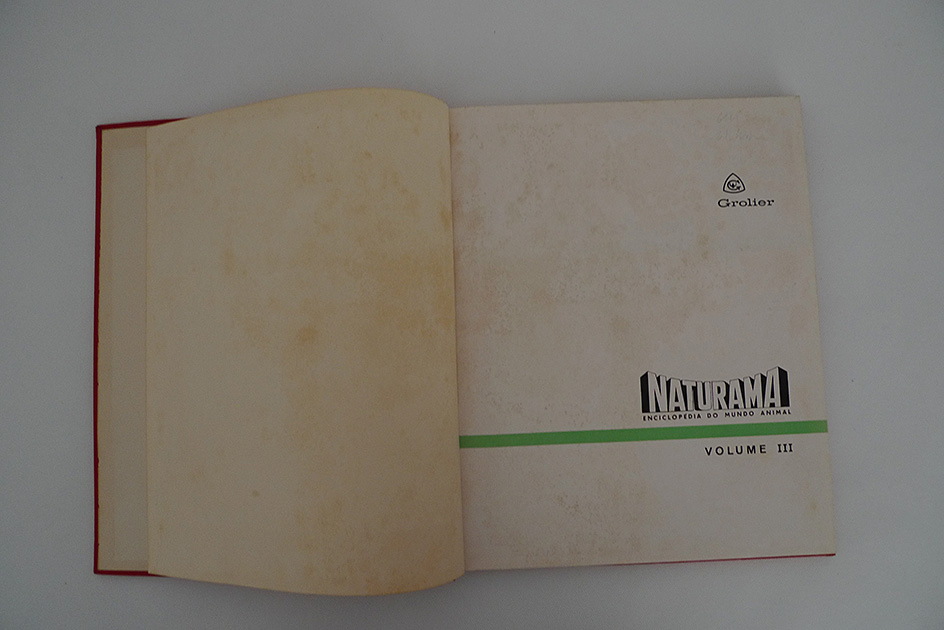 Grolier
NATURAMA
ENCICLOPÉDIA DO MUNDO ANIMAL
VOLUME III